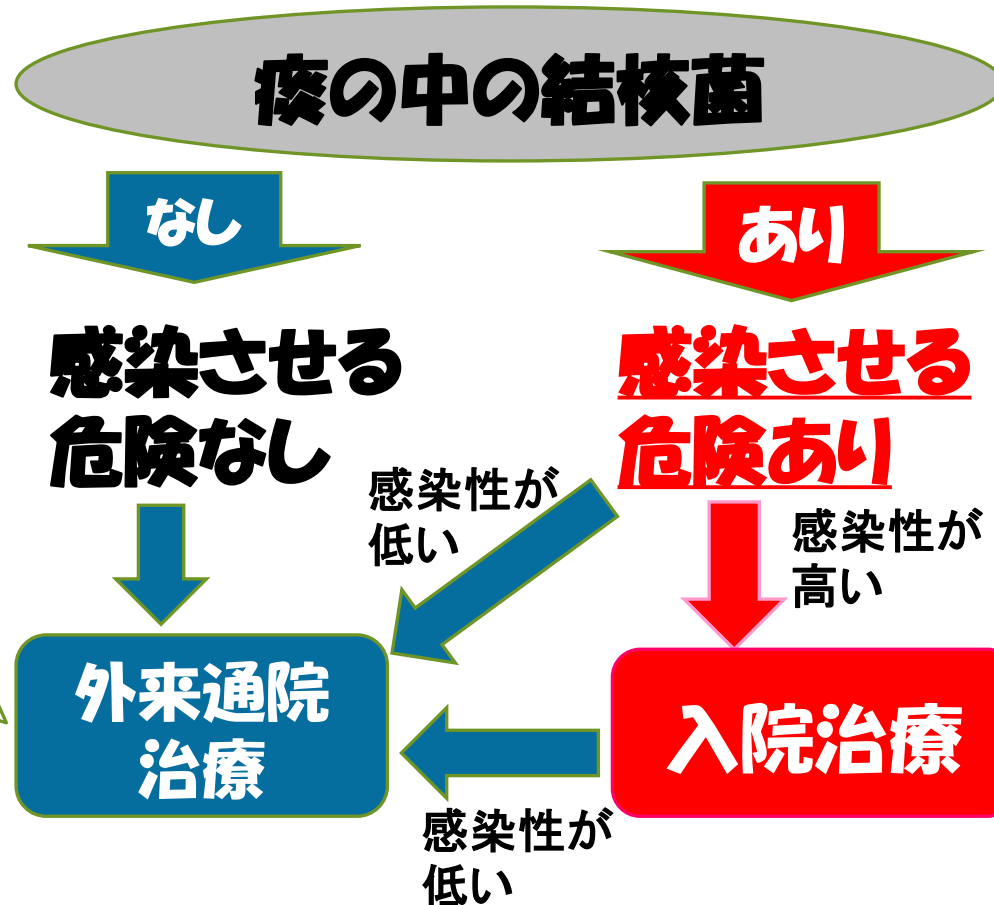 痰の中の結核菌
なし
あり
感染させる
危険なし
感染させる
危険あり
感染性が
低い
感染性が
高い
外来通院
治療
入院治療
感染性が
低い